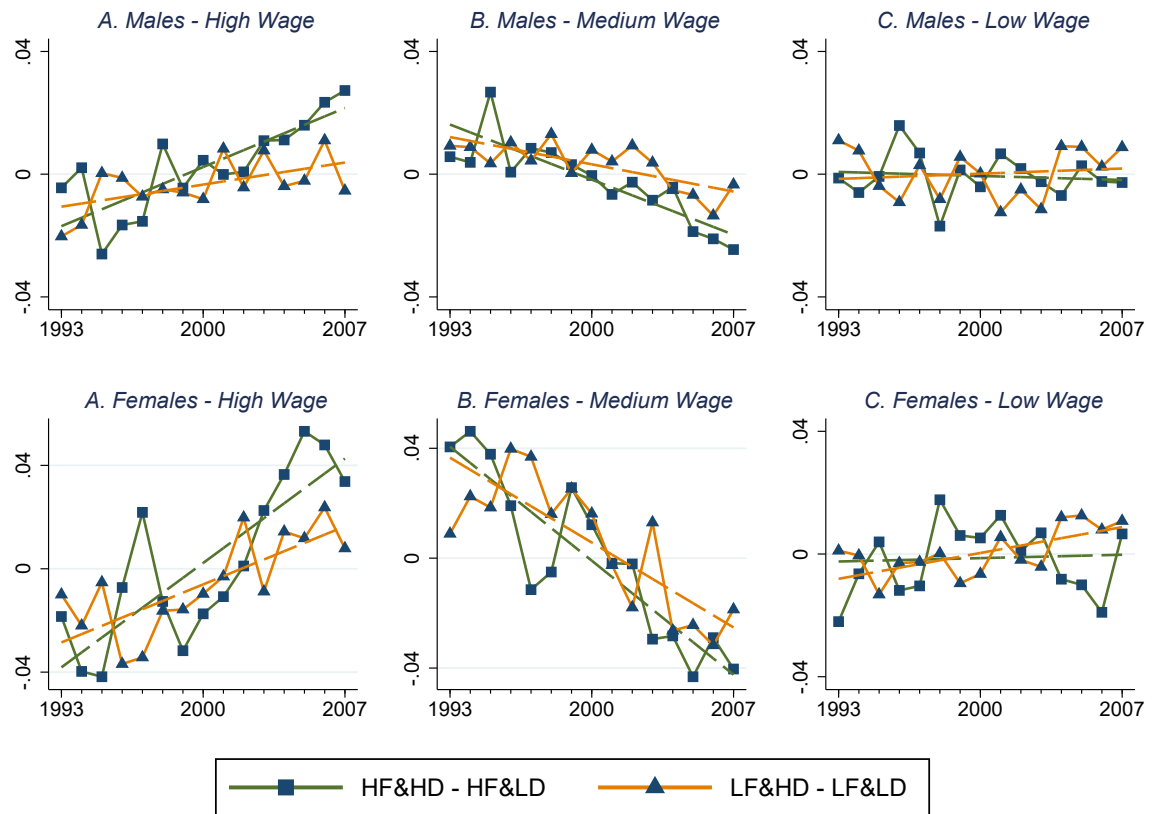 A. Males - High Wage
B. Males - Medium Wage
C. Males - Low Wage
.04
0
-.04
1993 2000 2007
.04
0
-.04
1993 2000 2007
.04
0
-.04
1993 2000 2007
A. Females - High Wage
B. Females - Medium Wage
C. Females - Low Wage
.04
0
-.04
1993 2000 2007
.04
0
-.04
1993 2000 2007
.04
0
-.04
1993 2000 2007
HF&HD - HF&LD
LF&HD - LF&LD